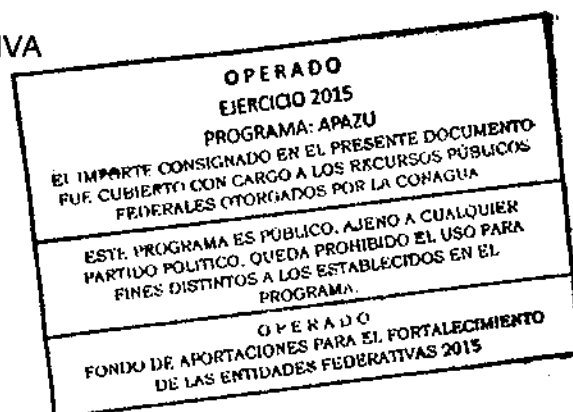 IVA
OPERADO
EJERCICIO 2015
PROGRAMA: APAZU
EL IMPORTE CONSIGNADO EN EL PRESENTE DOCUMENTO
FUE CUBIERTO CON CARGO A LOS RECURSOS PÚBLICOS
FEDERALES OTORGADOS POR LA CONAGUA
ESTE PROGRAMA ES PÚBLICO, AJENO A CUALQUIER
PARTIDO POLITICO. QUEDA PROHIBIDO EL USO PARA
FINES DISTINTOS A LOS ESTABLECIDOS EN EL
PROGRAMA.
OPERADO
FONDO DE APORTACIONES PARA EL FORTALECIMIENTO
DE LAS ENTIDADES FEDERATIVAS 2015